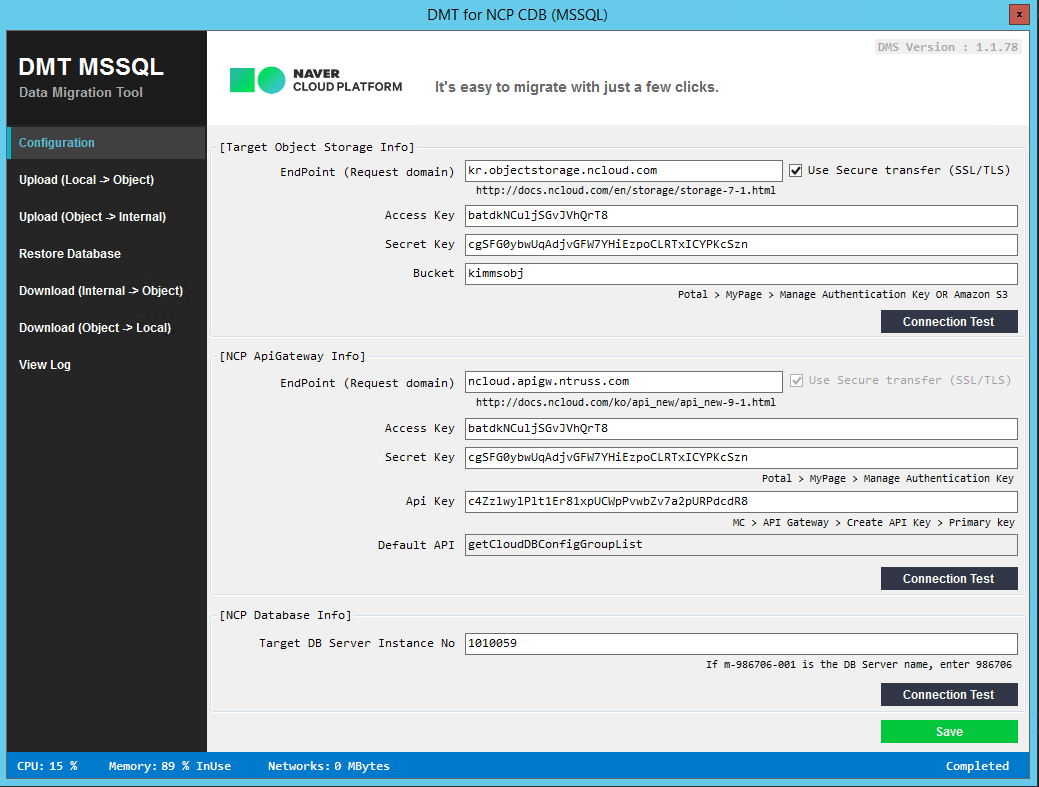 DMT for NCP CDB (MSSQL)
x
DMT MSSQL
Data Migration Tool
Configuration
Upload (Local -> Object)
Upload (Object -> Internal)
Restore Database
Download (Internal -> Object)
Download (Object -> Local)
View Log
DMS Version : 1.1.78
NAVER
CLOUD PLATFORM
It's easy to migrate with just a few clicks.
[Target Object Storage Info]
EndPoint (Request domain) kr.objectstorage.ncloud.com Use Secure transfer (SSL/TLS)
http://docs.ncloud.com/en/storage/storage-7-1.html
Access Key batdkNCuljSGvJVhQrT8
Secret Key cgSFG0ybwUqAdjvGFW7YHiEzpoCLRTxICYPKcSzn
Bucket kimmsobj
Potal > MyPage > Manage Authentication Key OR Amazon S3
Connection Test
[NCP ApiGateway Info]
EndPoint (Request domain) ncloud.apigw.ntruss.com Use Secure transfer (SSL/TLS)
http://docs.ncloud.com/ko/api_new/api_new-9-1.html
Access Key batdkNCuljSGvJVhQrT8
Secret Key cgSFG0ybwUqAdjvGFW7YHiEzpoCLRTxICYPKcSzn
Potal > MyPage > Manage Authentication Key
Api Key c4ZzlwylPlt1Er81xpUCWpPvwbZv7a2pURPdcdR8
MC > API Gateway > Create API Key > Primary key
Default API getCloudDBConfigGroupList
Connection Test
[NCP Database Info]
Target DB Server Instance No 1010059
If m-986706-001 is the DB Server name, enter 986706
Connection Test
Save
CPU: 15 % Memory: 89 % InUse Networks: 0 MBytes Completed